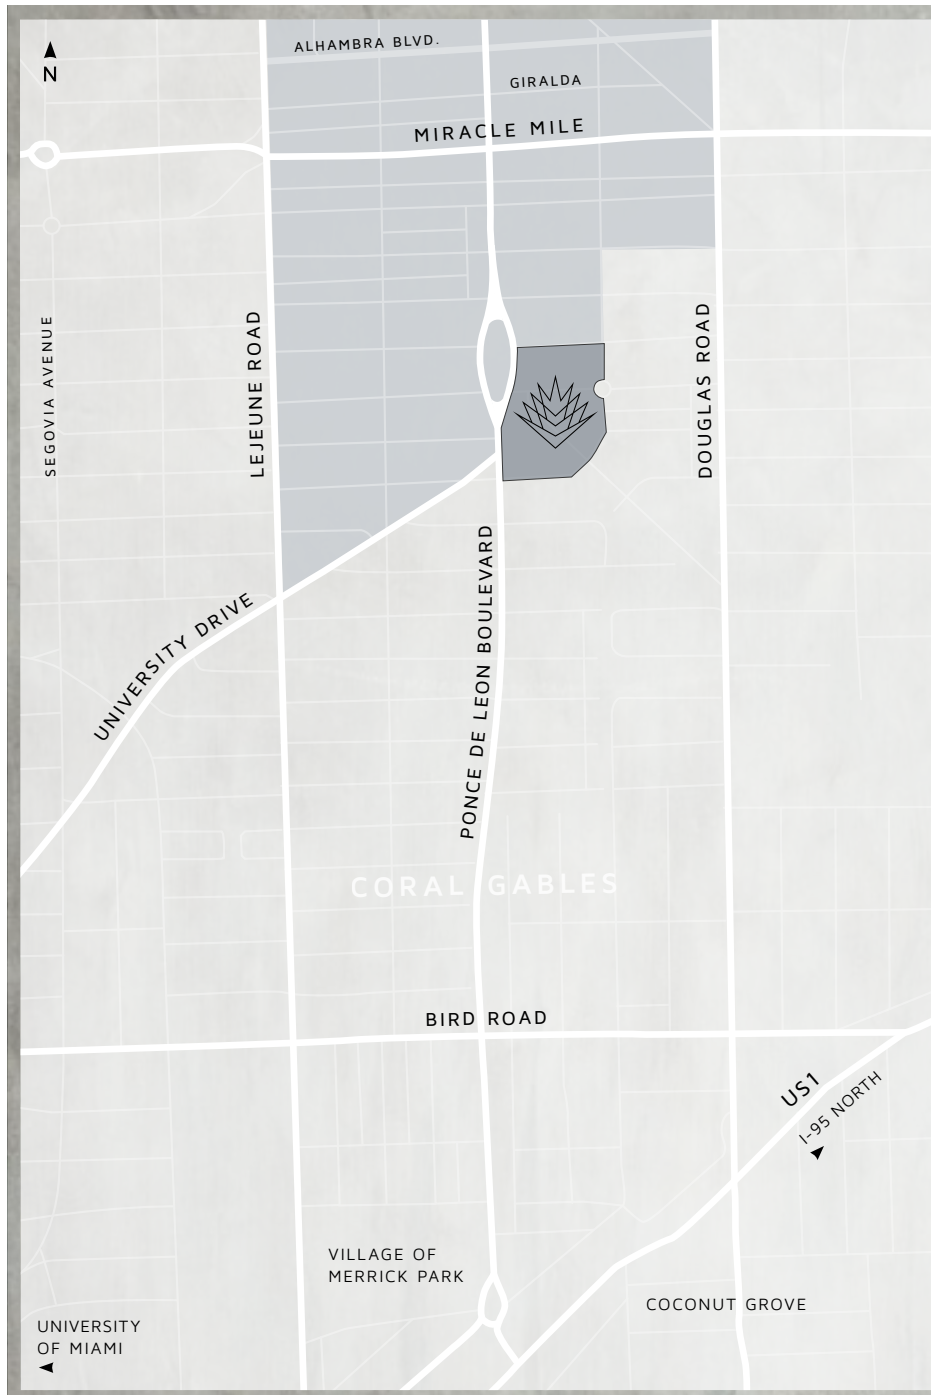 ALHAMBRA BLVD.
N
GIRALDA
MIRACLE MILE
SEGOVIA AVENUE
LEJEUNE ROAD
DOUGLAS ROAD
UNIVERSITY DRIVE
PONCE DE LEON BOULEVARD
CORAL GABLES
BIRD ROAD
US1
I-95 NORTH
VILLAGE OF
MERRICK PARK
COCONUT GROVE
UNIVERSITY
OF MIAMI